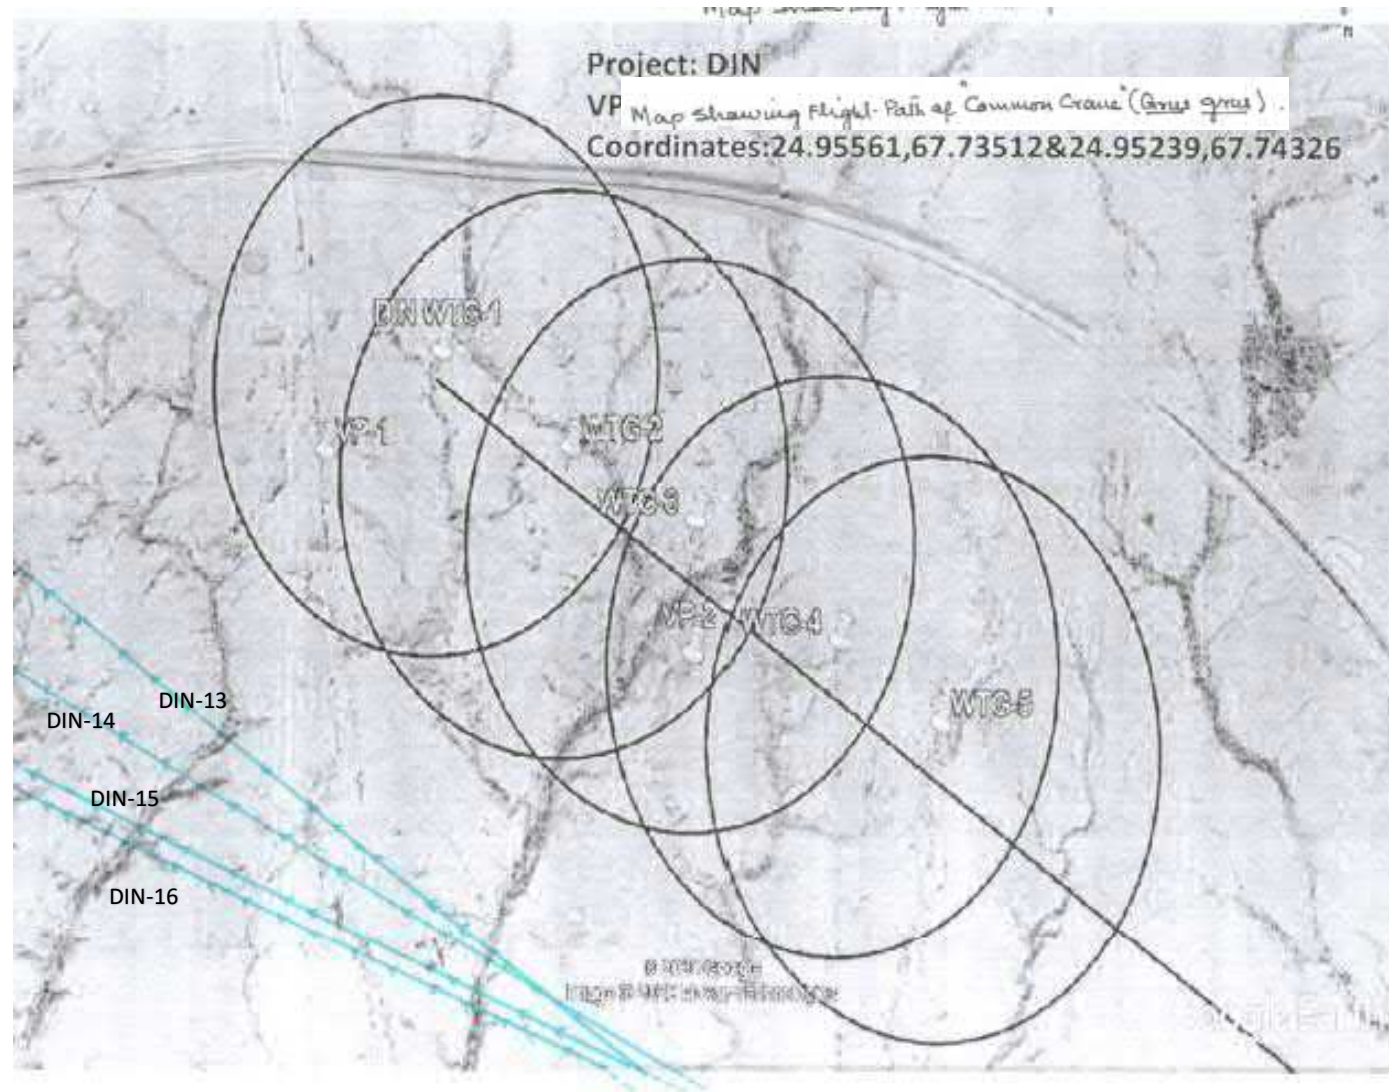 Project: DIN
VP Map showing Flight-Path of "Common Crane" (Grus grus).
Coordinates:24.95561,67.73512&24.95239,67.74326
DIN WTG-1
VP-1
WTG-2
WTG-3
VP-2
WTG-4
WTG-5
DIN-13
DIN-14
DIN-15
DIN-16
Google